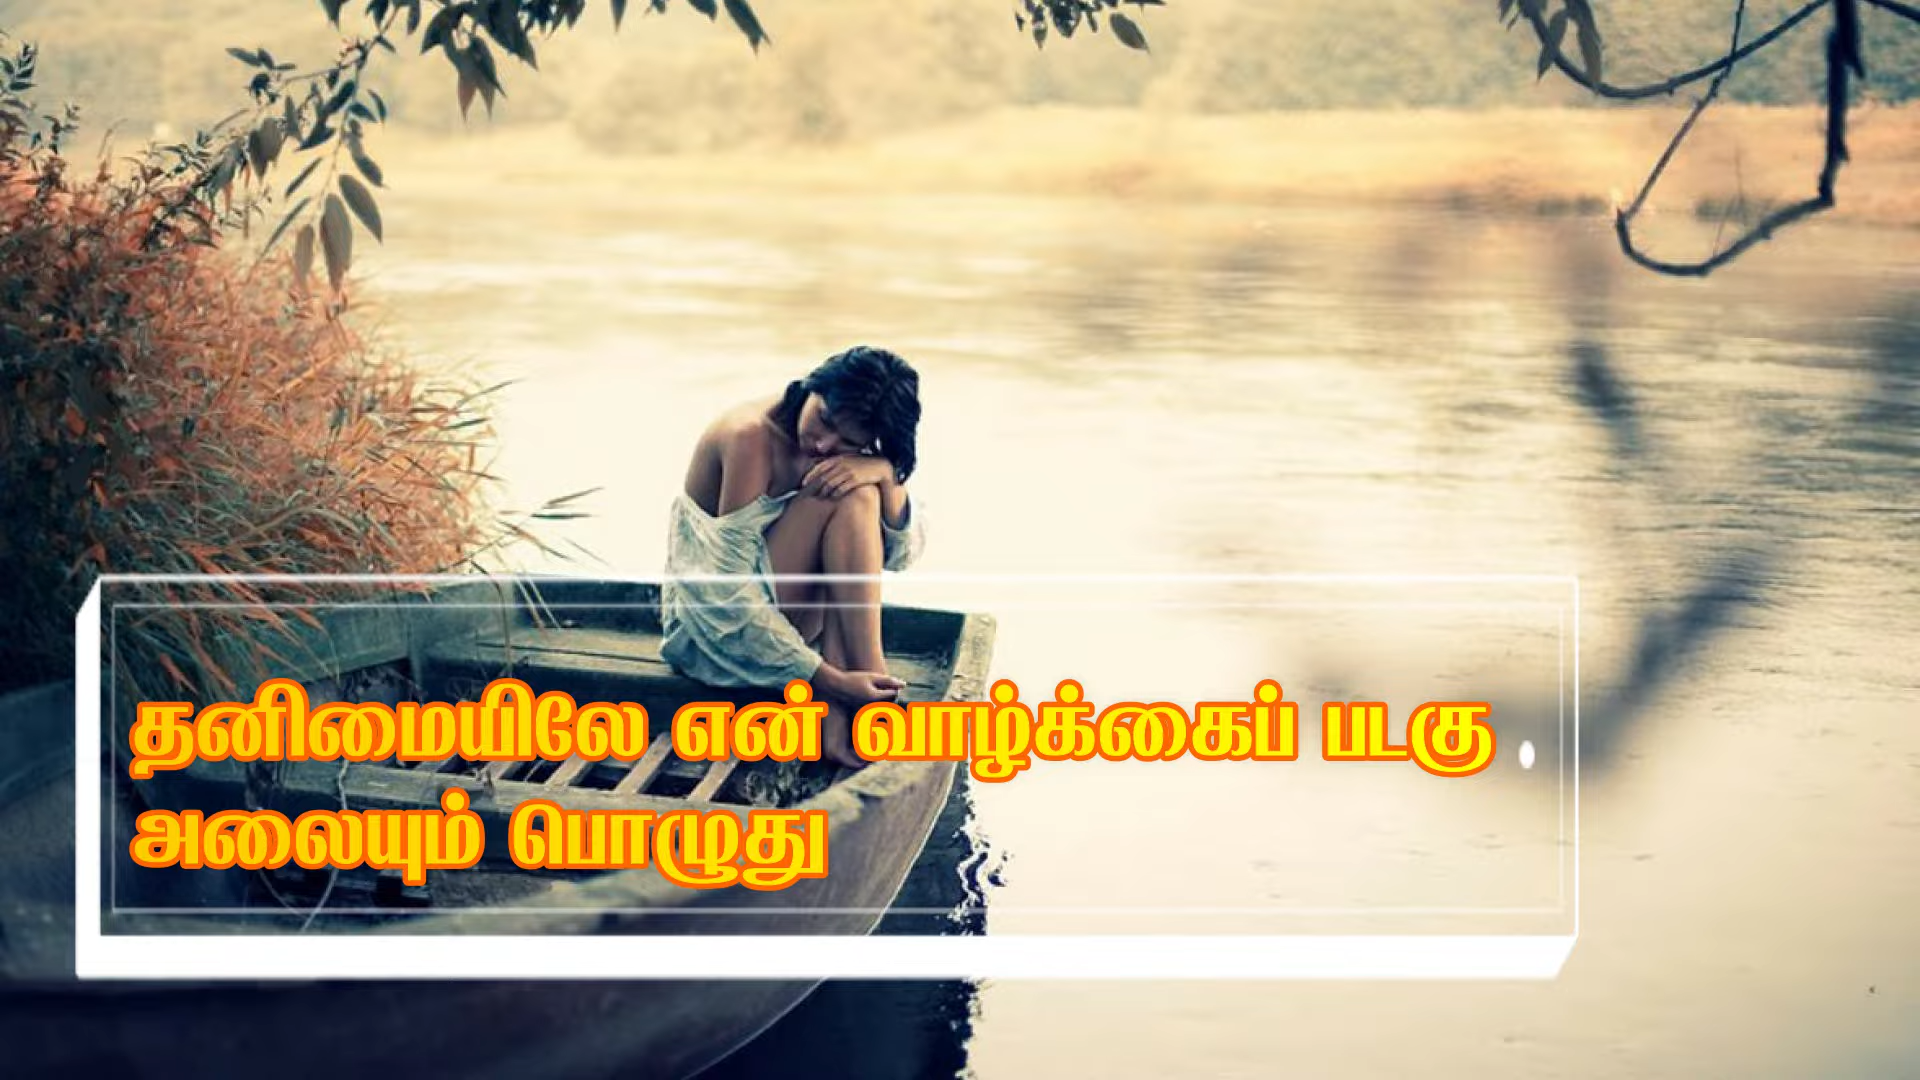 தனிமையிலே என் வாழ்க்கைப் படகு
அலையும் பொழுது